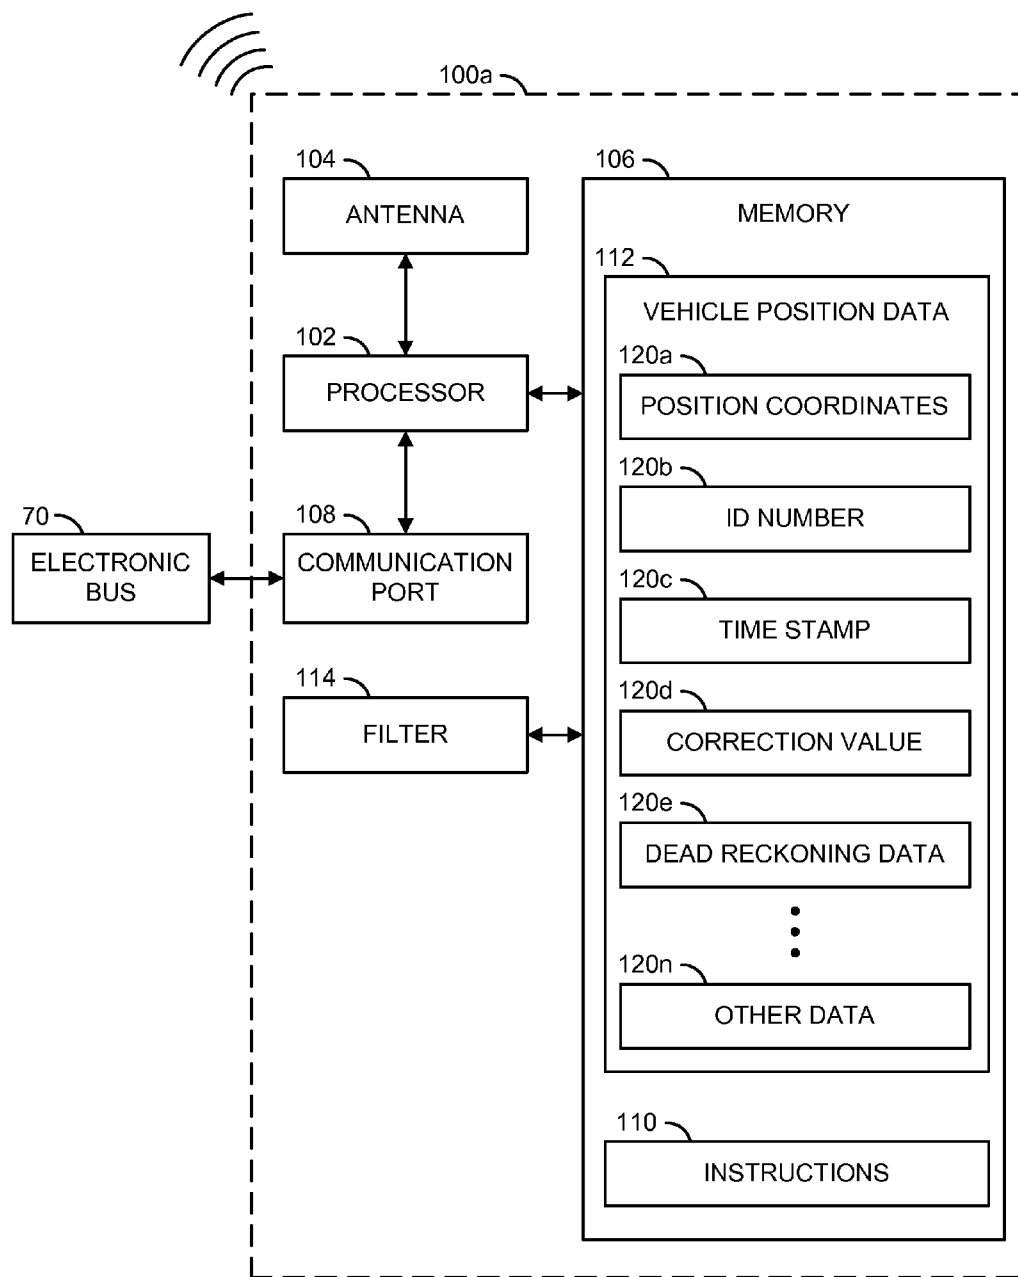 100a
104
ANTENNA
106
MEMORY
112
VEHICLE POSITION DATA
102
PROCESSOR
120a
POSITION COORDINATES
120b
ID NUMBER
70
ELECTRONIC
BUS
108
COMMUNICATION
PORT
120c
TIME STAMP
114
FILTER
120d
CORRECTION VALUE
120e
DEAD RECKONING DATA
120n
OTHER DATA
110
INSTRUCTIONS